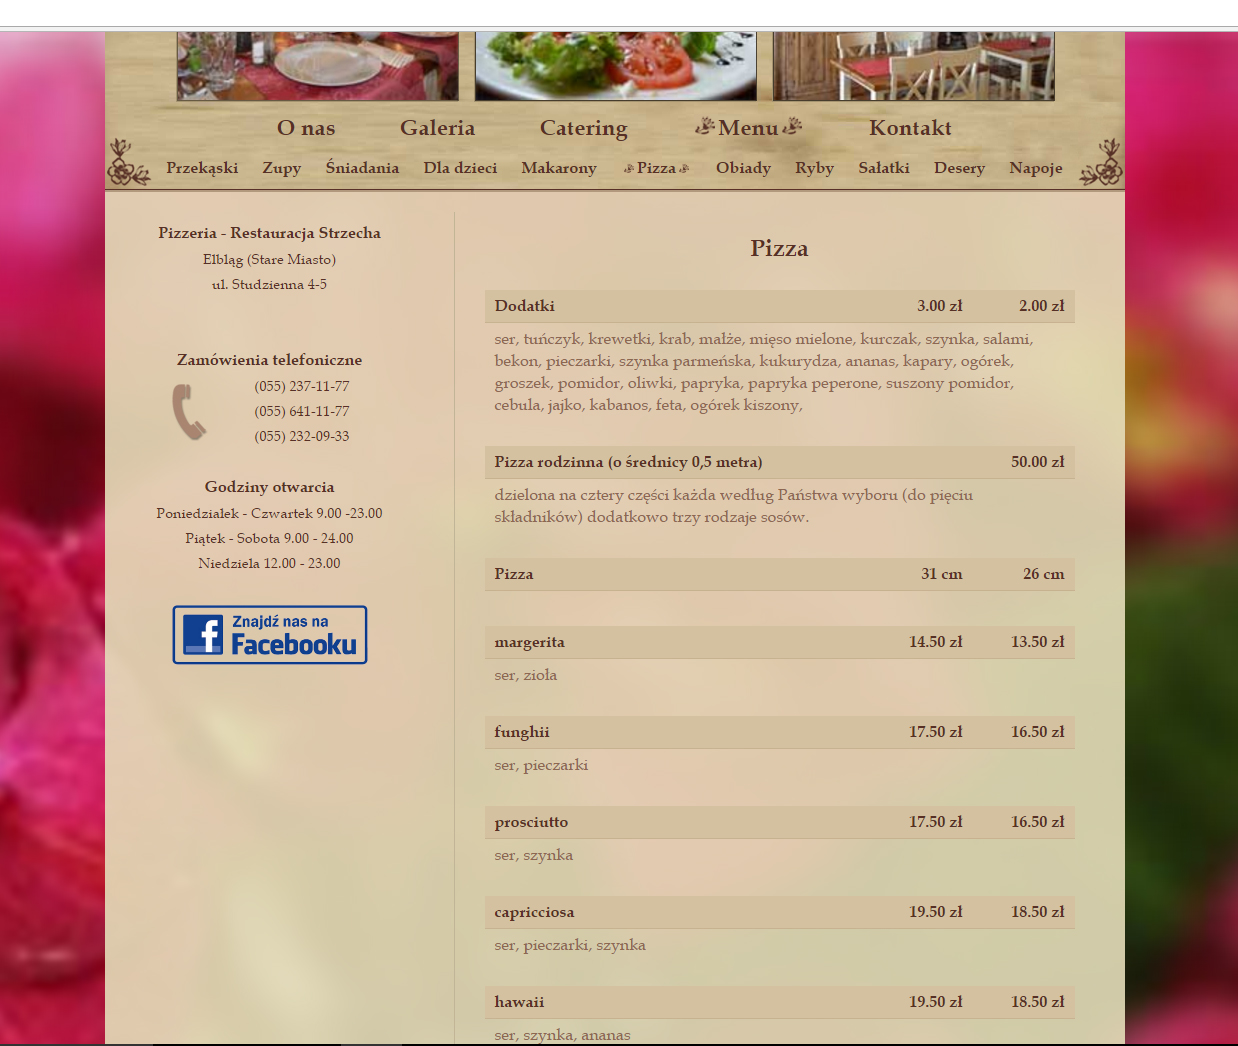 O nas Galeria Catering Menu Kontakt
Przekąski Zupy Śniadania Dla dzieci Makarony Pizza Obiady Ryby Sałatki Desery Napoje
Pizzeria - Restauracja Strzecha
Elbląg (Stare Miasto)
ul. Studzienna 4-5
Zamówienia telefoniczne
(055) 237-11-77
(055) 641-11-77
(055) 232-09-33
Godziny otwarcia
Poniedzialek - Czwartek 9.00 -23.00
Piątek - Sobota 9.00 - 24.00
Niedziela 12.00 - 23.00
Znajdź nas na
Facebooku
Pizza
Dodatki 3.00 zł 2.00 zł
ser, tuńczyk, krewetki, krab, małże, mięso mielone, kurczak, szynka, salami,
bekon, pieczarki, szynka parmeńska, kukurydza, ananas, kapary, ogórek,
groszek, pomidor, oliwki, papryka, papryka peperone, suszony pomidor,
cebula, jajko, kabanos, feta, ogórek kiszony,
Pizza rodzinna (o średnicy 0,5 metra) 50.00 zł
dzielona na cztery części każda według Państwa wyboru (do pięciu
składników) dodatkowo trzy rodzaje sosów.
Pizza 31 cm 26 cm
margerita 14.50 zł 13.50 zł
ser, zioła
funghii 17.50 zł 16.50 zł
ser, pieczarki
prosciutto 17.50 zł 16.50 zł
ser, szynka
capricciosa 19.50 zł 18.50 zł
ser, pieczarki, szynka
hawaii 19.50 zł 18.50 zł
ser, szynka, ananas